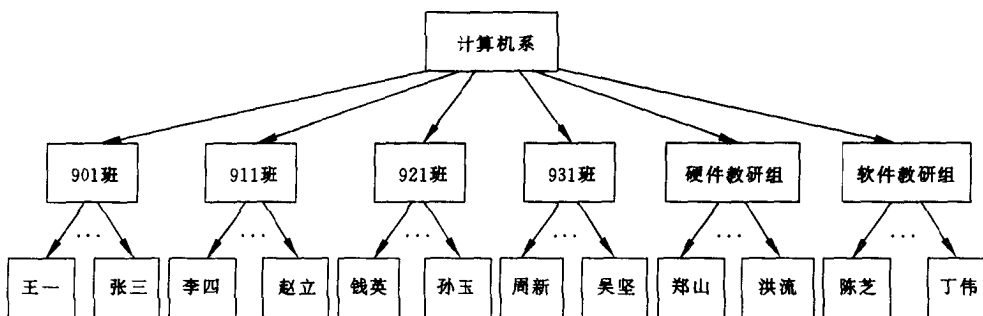 计算机系
901班 911班 921班 931班 硬件教研组 软件教研组
... ... ... ... ... ...
王一 张三 李四 赵立 钱英 孙玉 周新 吴坚 郑山 洪流 陈芝 丁伟